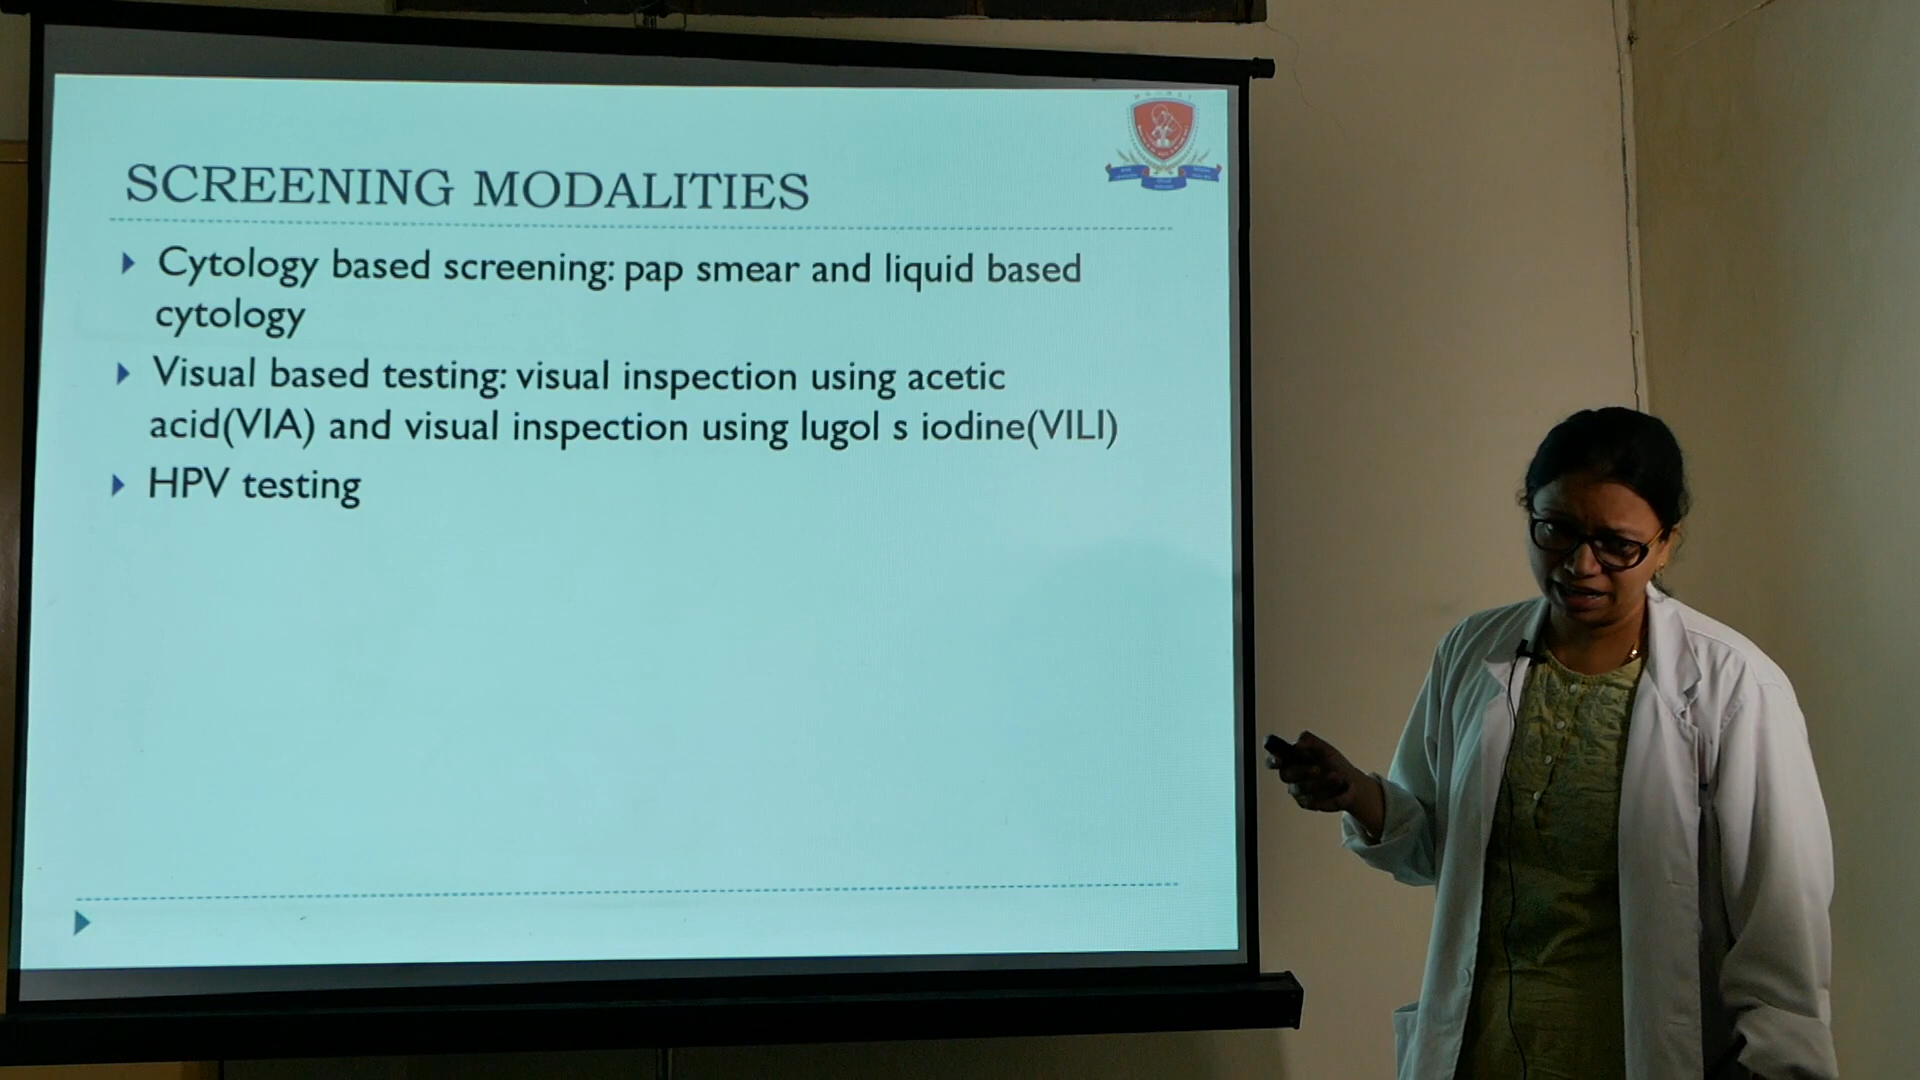 SCREENING MODALITIES
Cytology based screening: pap smear and liquid based
cytology
Visual based testing: visual inspection using acetic
acid(VIA) and visual inspection using lugol s iodine(VILI)
HPV testing